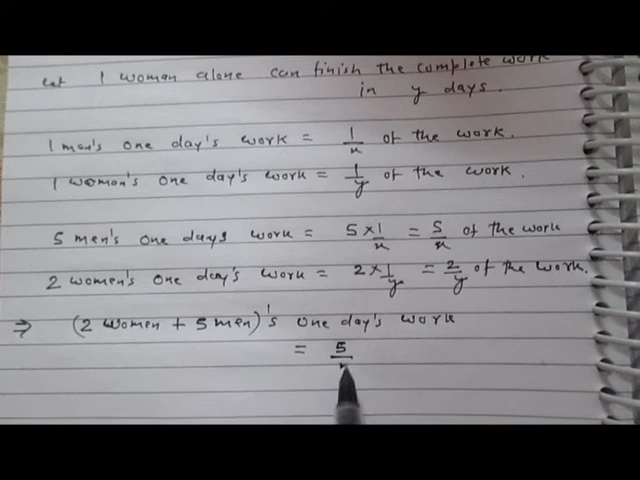 Let 1 woman alone can finish the complete work
in y days.
1 man's one day's work = 1/x of the work.
1 woman's one day's work = 1/y of the work.
5 men's one days work = 5 × 1/x = 5/x of the work
2 women's one day's work = 2 × 1/y = 2/y of the work.
⇒ (2 women + 5 men)'s one day's work
= 5/